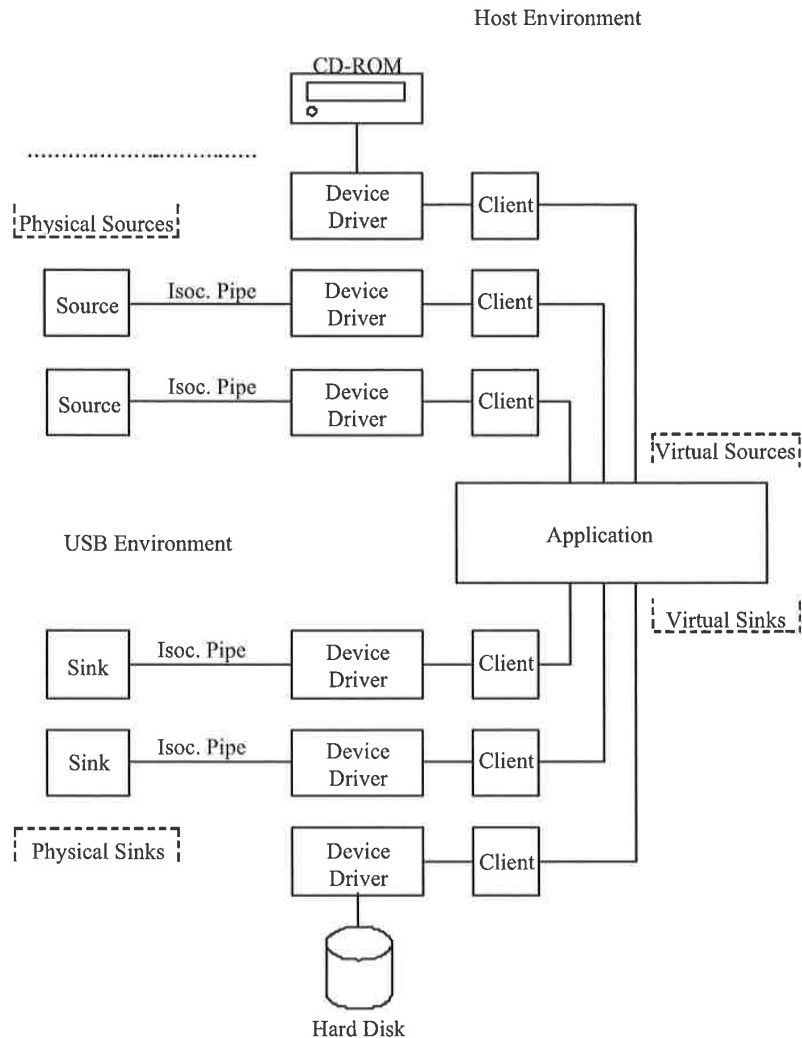 Host Environment
CD-ROM
Device
Driver
Client
Physical Sources
Source
Isoc. Pipe
Device
Driver
Client
Source
Isoc. Pipe
Device
Driver
Client
Virtual Sources
Application
USB Environment
Virtual Sinks
Sink
Isoc. Pipe
Device
Driver
Client
Sink
Isoc. Pipe
Device
Driver
Client
Physical Sinks
Device
Driver
Client
Hard Disk